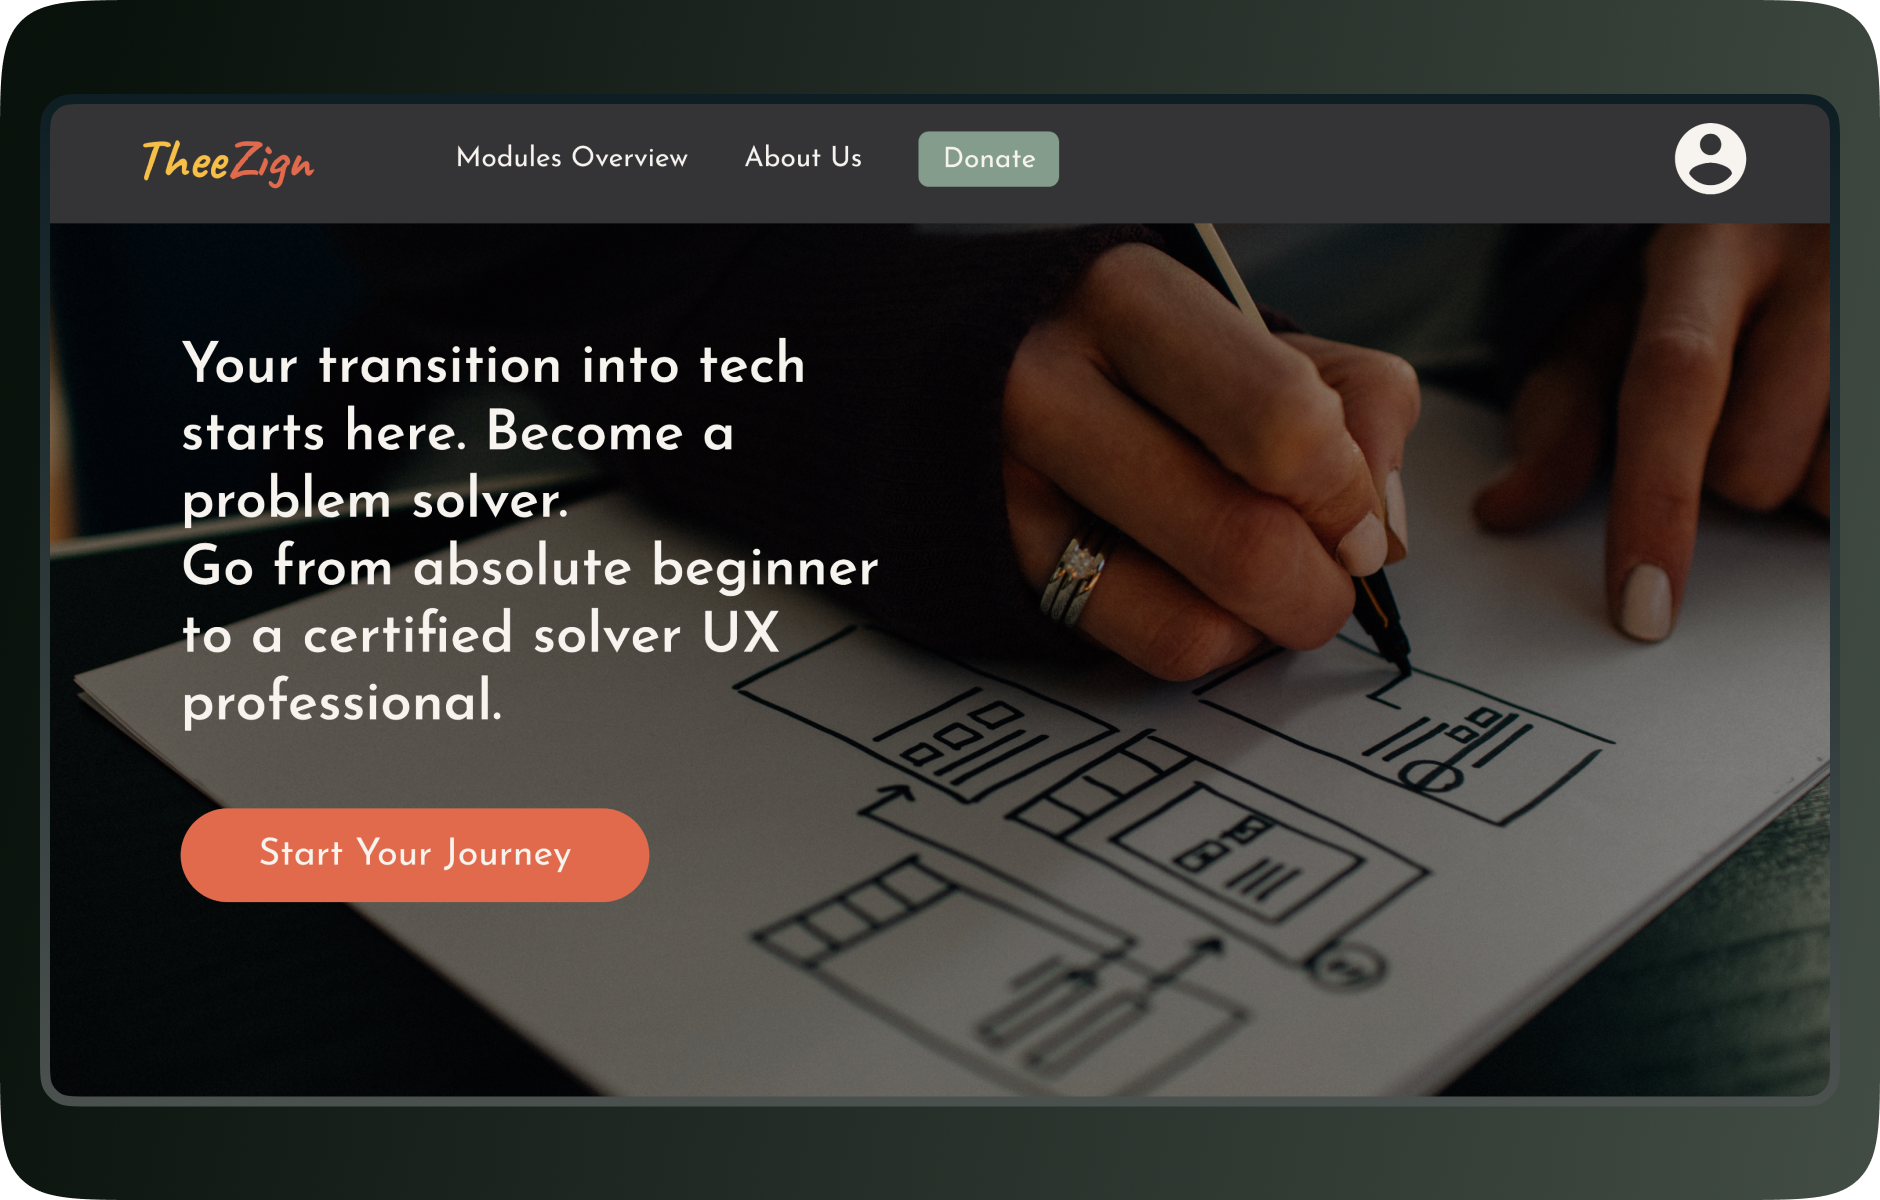 TheeZign
Modules Overview
About Us
Donate
Your transition into tech
starts here. Become a
problem solver.
Go from absolute beginner
to a certified solver UX
professional.
Start Your Journey